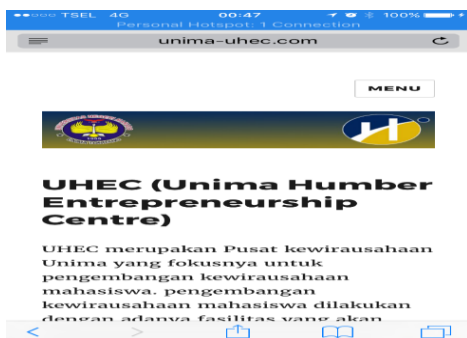 TSEL 4G 00:47 100%
Personal Hotspot: 1 Connection
unima-uhec.com
MENU
UHEC (Unima Humber
Entrepreneurship
Centre)
UHEC merupakan Pusat kewirausahaan
Unima yang fokusnya untuk
pengembangan kewirausahaan
mahasiswa. pengembangan
kewirausahaan mahasiswa dilakukan
dengan adanya fasilitas yang akan